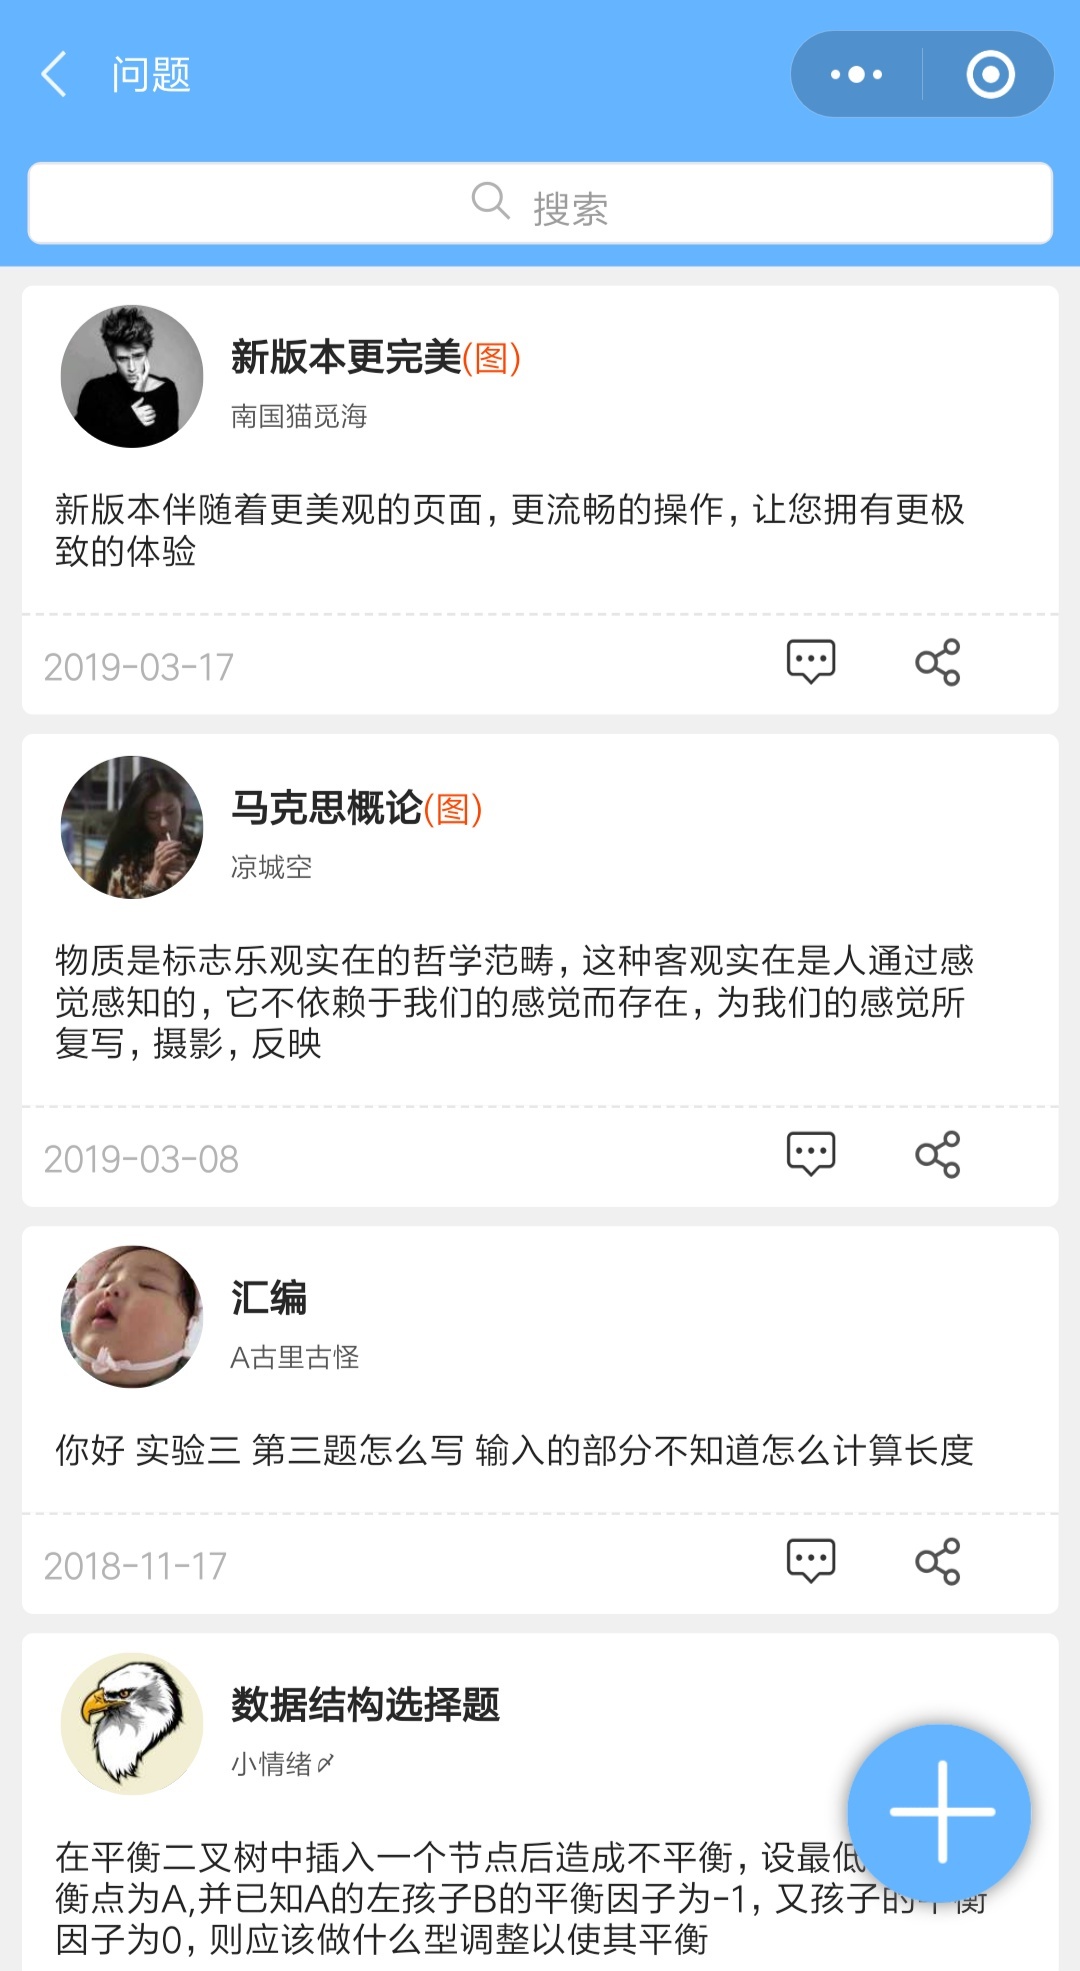 问题
搜索
新版本更完美(图)
南国猫觅海
新版本伴随着更美观的页面,更流畅的操作,让您拥有更极
致的体验
2019-03-17
马克思概论(图)
凉城空
物质是标志乐观实在的哲学范畴,这种客观实在是人通过感
觉感知的,它不依赖于我们的感觉而存在,为我们的感觉所
复写,摄影,反映
2019-03-08
汇编
A古里古怪
你好 实验三 第三题怎么写 输入的部分不知道怎么计算长度
2018-11-17
数据结构选择题
小情绪〆
在平衡二叉树中插入一个节点后造成不平衡,设最低
衡点为A,并已知A的左孩子B的平衡因子为-1,又孩子的平衡
因子为0,则应该做什么型调整以使其平衡